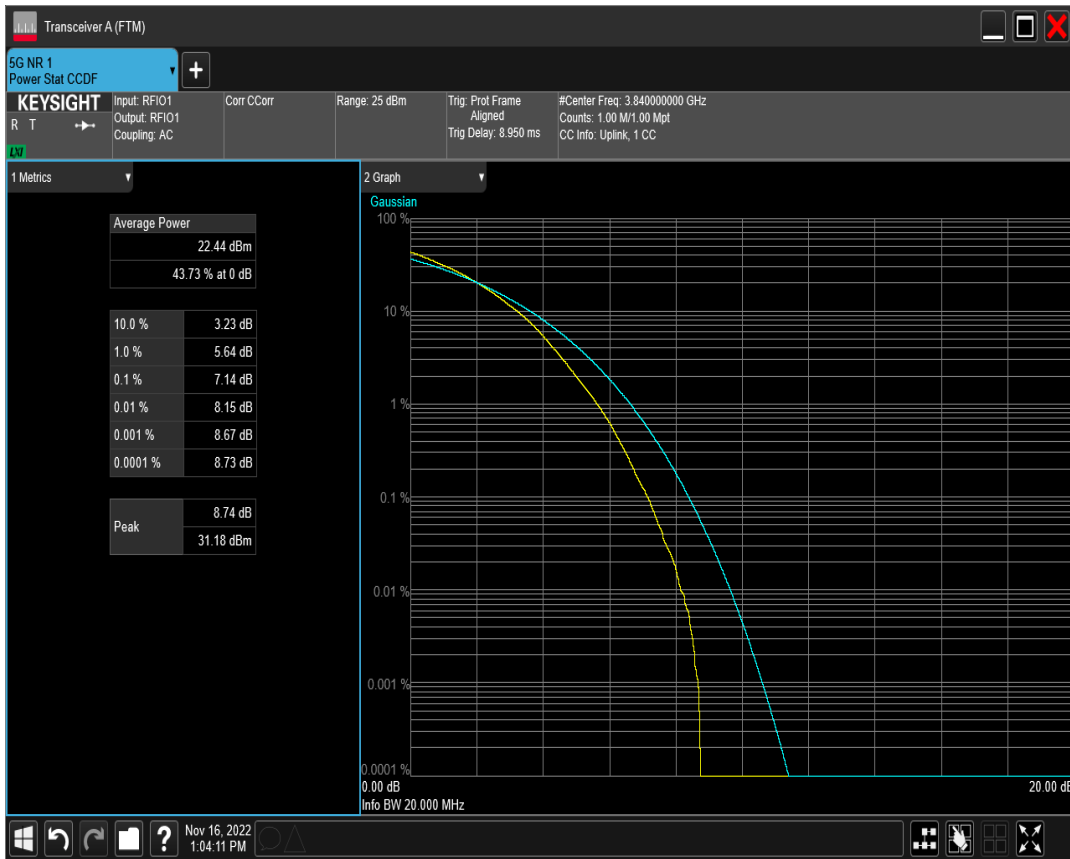 Transceiver A (FTM)
5G NR 1
Power Stat CCDF
+
KEYSIGHT
R T
LXI
Input: RFIO1
Output: RFIO1
Coupling: AC
Corr CCorr
Range: 25 dBm
Trig: Prot Frame
Aligned
Trig Delay: 8.950 ms
#Center Freq: 3.840000000 GHz
Counts: 1.00 M/1.00 Mpt
CC Info: Uplink, 1 CC
1 Metrics
Average Power
22.44 dBm
43.73 % at 0 dB
10.0 % 3.23 dB
1.0 % 5.64 dB
0.1 % 7.14 dB
0.01 % 8.15 dB
0.001 % 8.67 dB
0.0001 % 8.73 dB
Peak 8.74 dB
31.18 dBm
2 Graph
Gaussian
100 %
10 %
1 %
0.1 %
0.01 %
0.001 %
0.0001 %
0.00 dB 20.00 dB
Info BW 20.000 MHz
?
Nov 16, 2022
1:04:11 PM